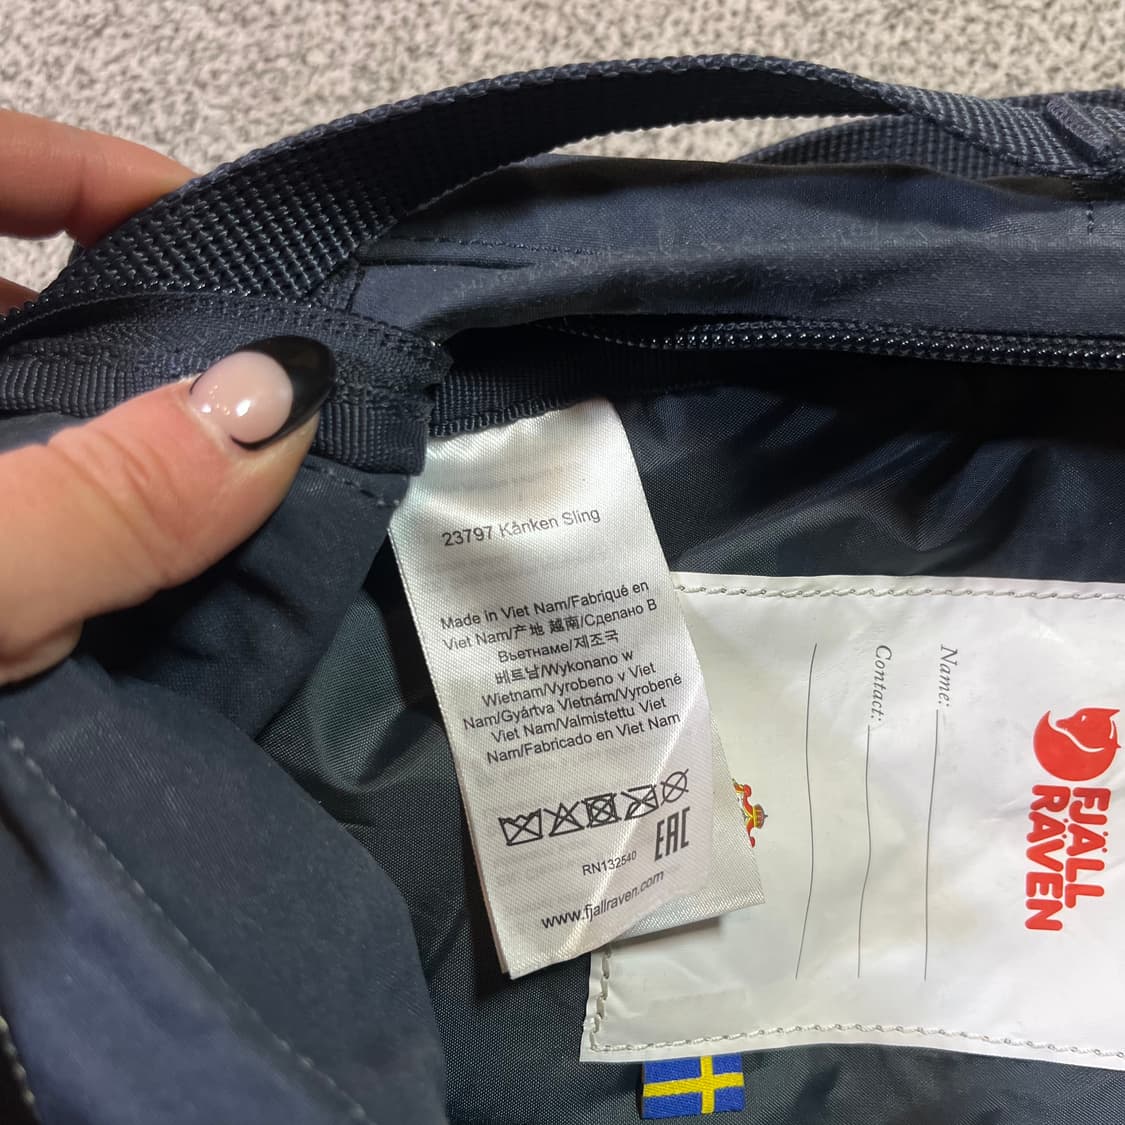 23797 Kånken Sling
Made in Viet Nam/Fabriqué en
Viet Nam/产地 越南/Сделано В
Вьетнаме/제조국
베트남/Wykonano w
Wietnam/Vyrobeno v Viet
Nam/Gyártva Vietnám/Vyrobené
Viet Nam/Valmistettu Viet
Nam/Fabricado en Viet Nam
EAC
RN132540
www.fjallraven.com
Name:
Contact:
FJÄLL
RÄVEN